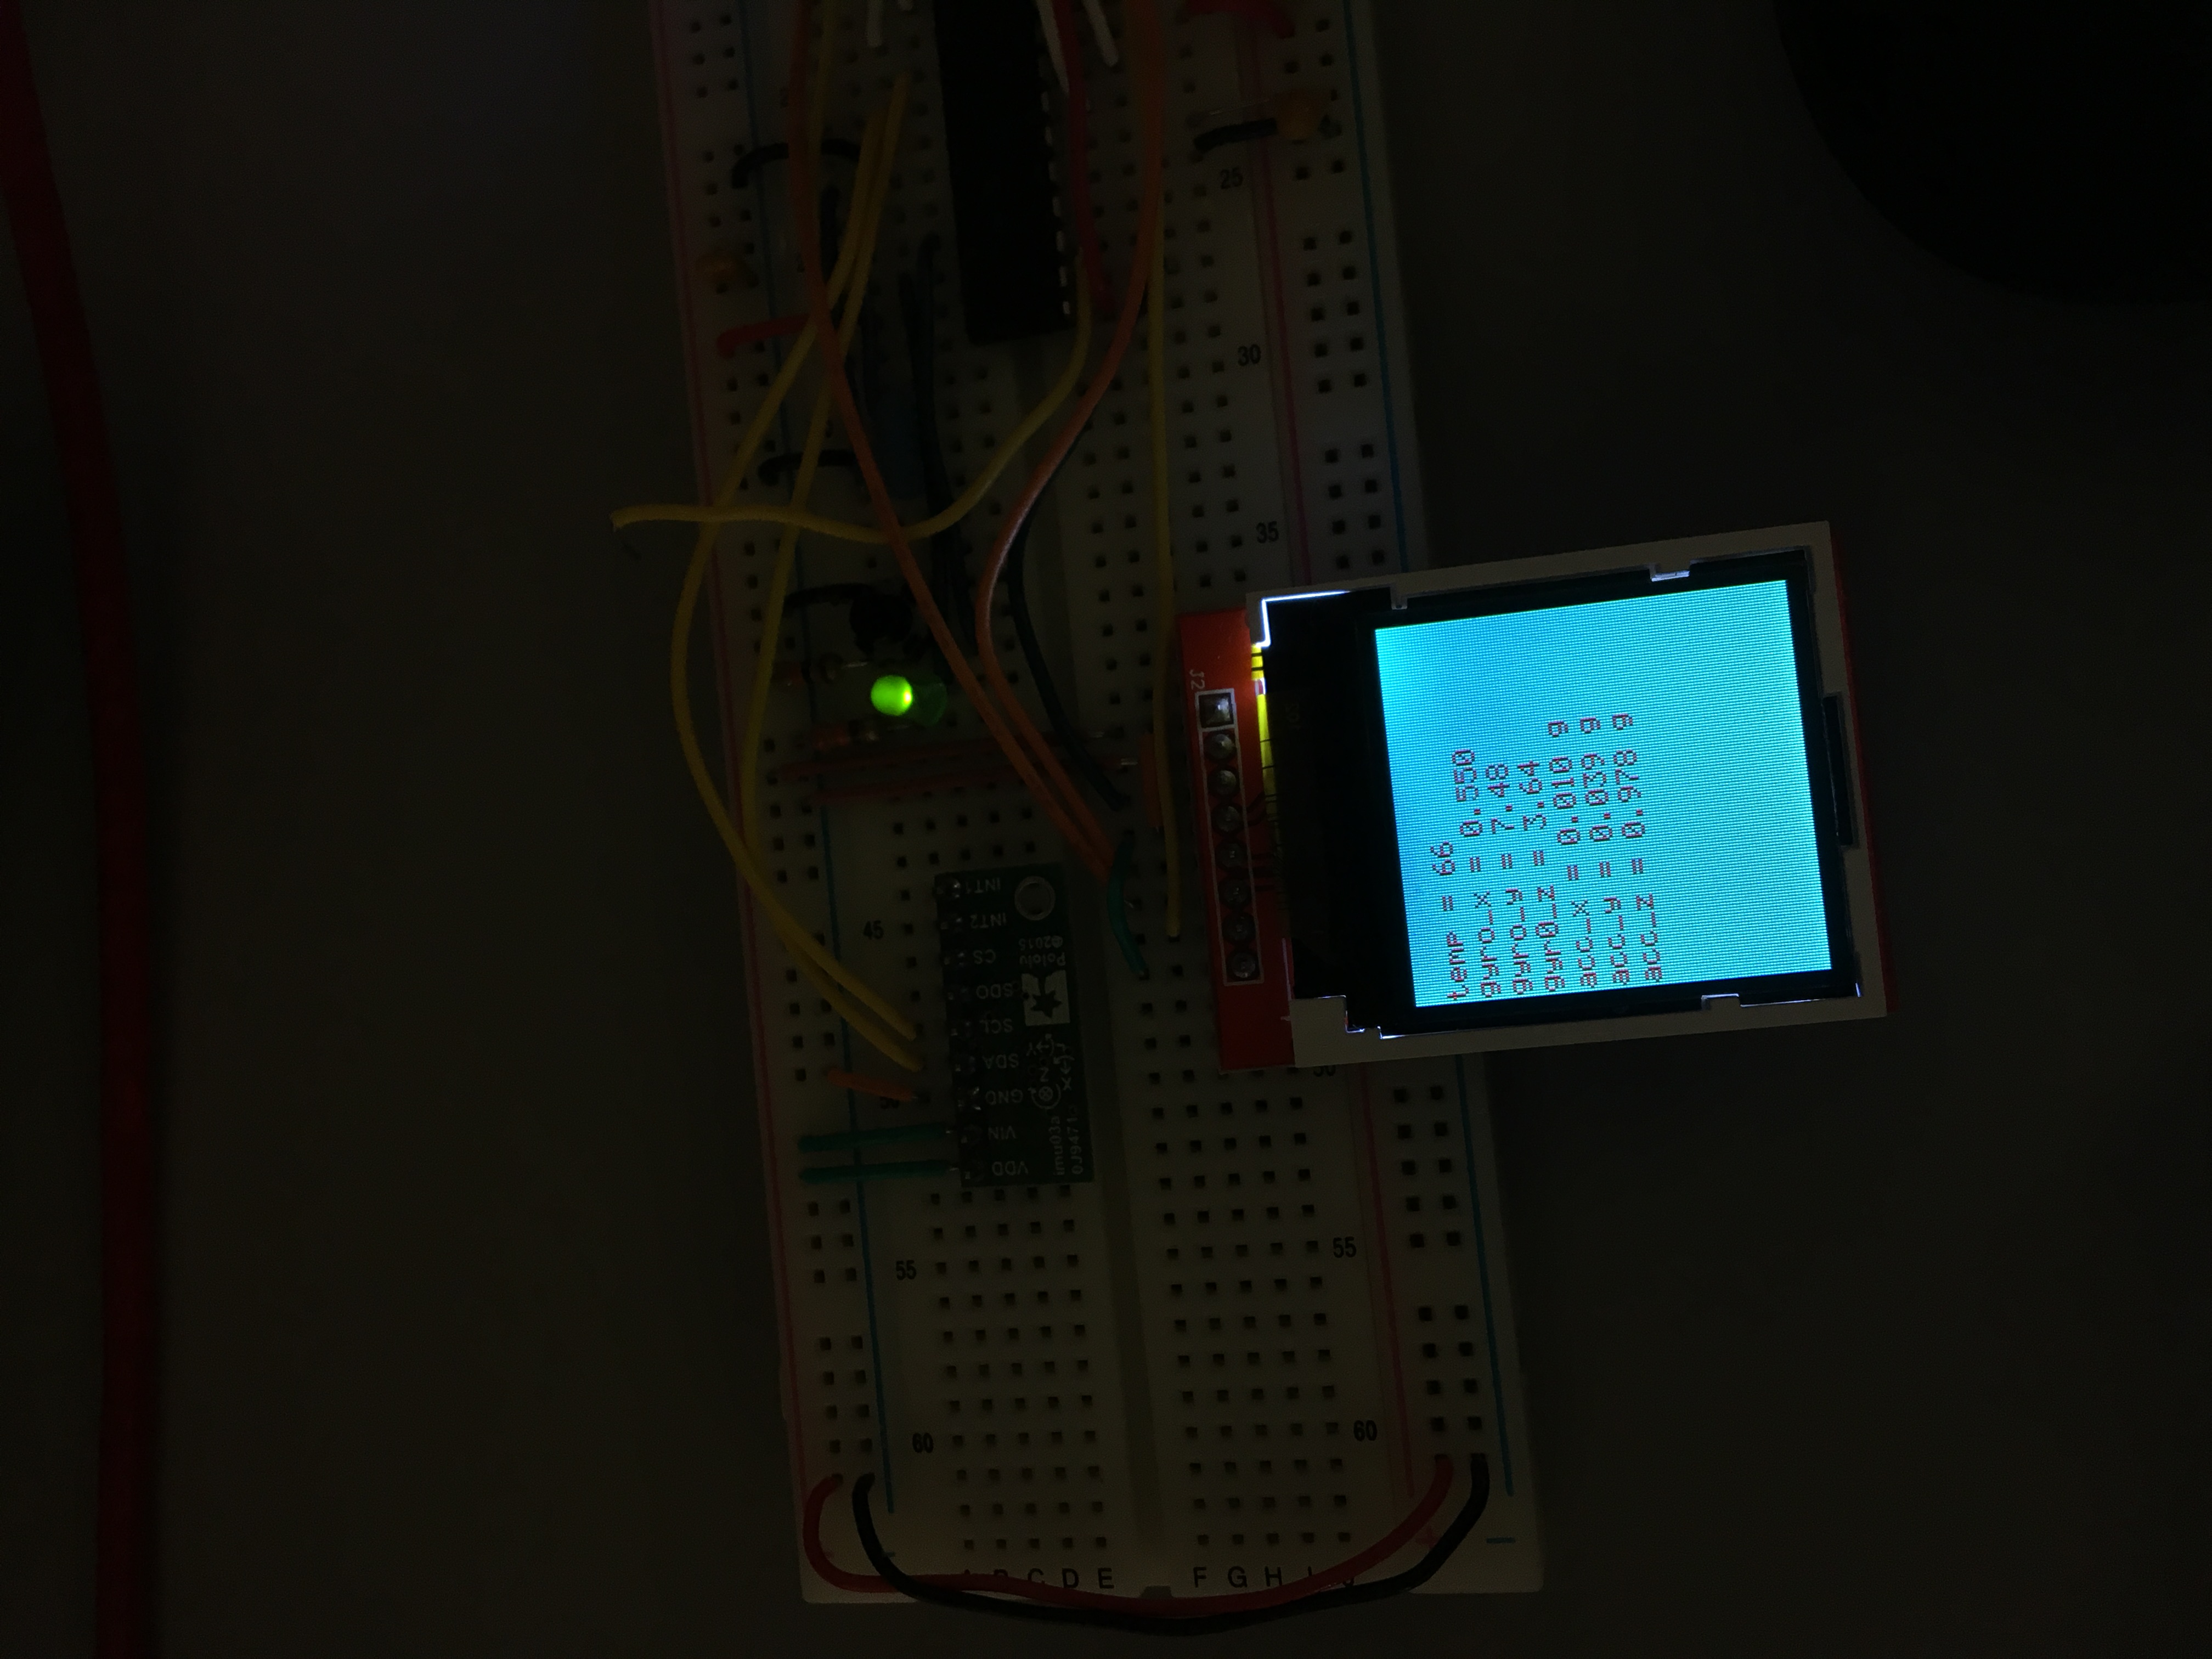 60
55
45
VDD
VIN
GND
SDA
SCL
SDO
CS
INT2
INT1
X
Z
Y
imu03a
0J9471
Pololu
©2015
C
D
E
F
G
H
J2
60
55
35
30
25
temp = 66
gyro_x = 0.550
gyro_y = 7.48
gyr0_z = 3.64
acc_x = 0.010 g
acc_y = 0.039 g
acc_z = 0.978 g